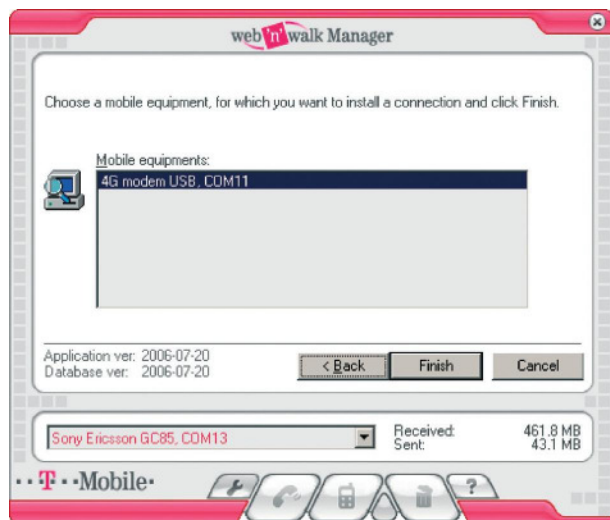 web'n'walk Manager
Choose a mobile equipment, for which you want to install a connection and click Finish.
Mobile equipments:
4G modem USB, COM11
Application ver: 2006-07-20
Database ver: 2006-07-20
< Back Finish Cancel
Sony Ericsson GC85, COM13
Received: 461.8 MB
Sent: 43.1 MB
··T··Mobile·
?